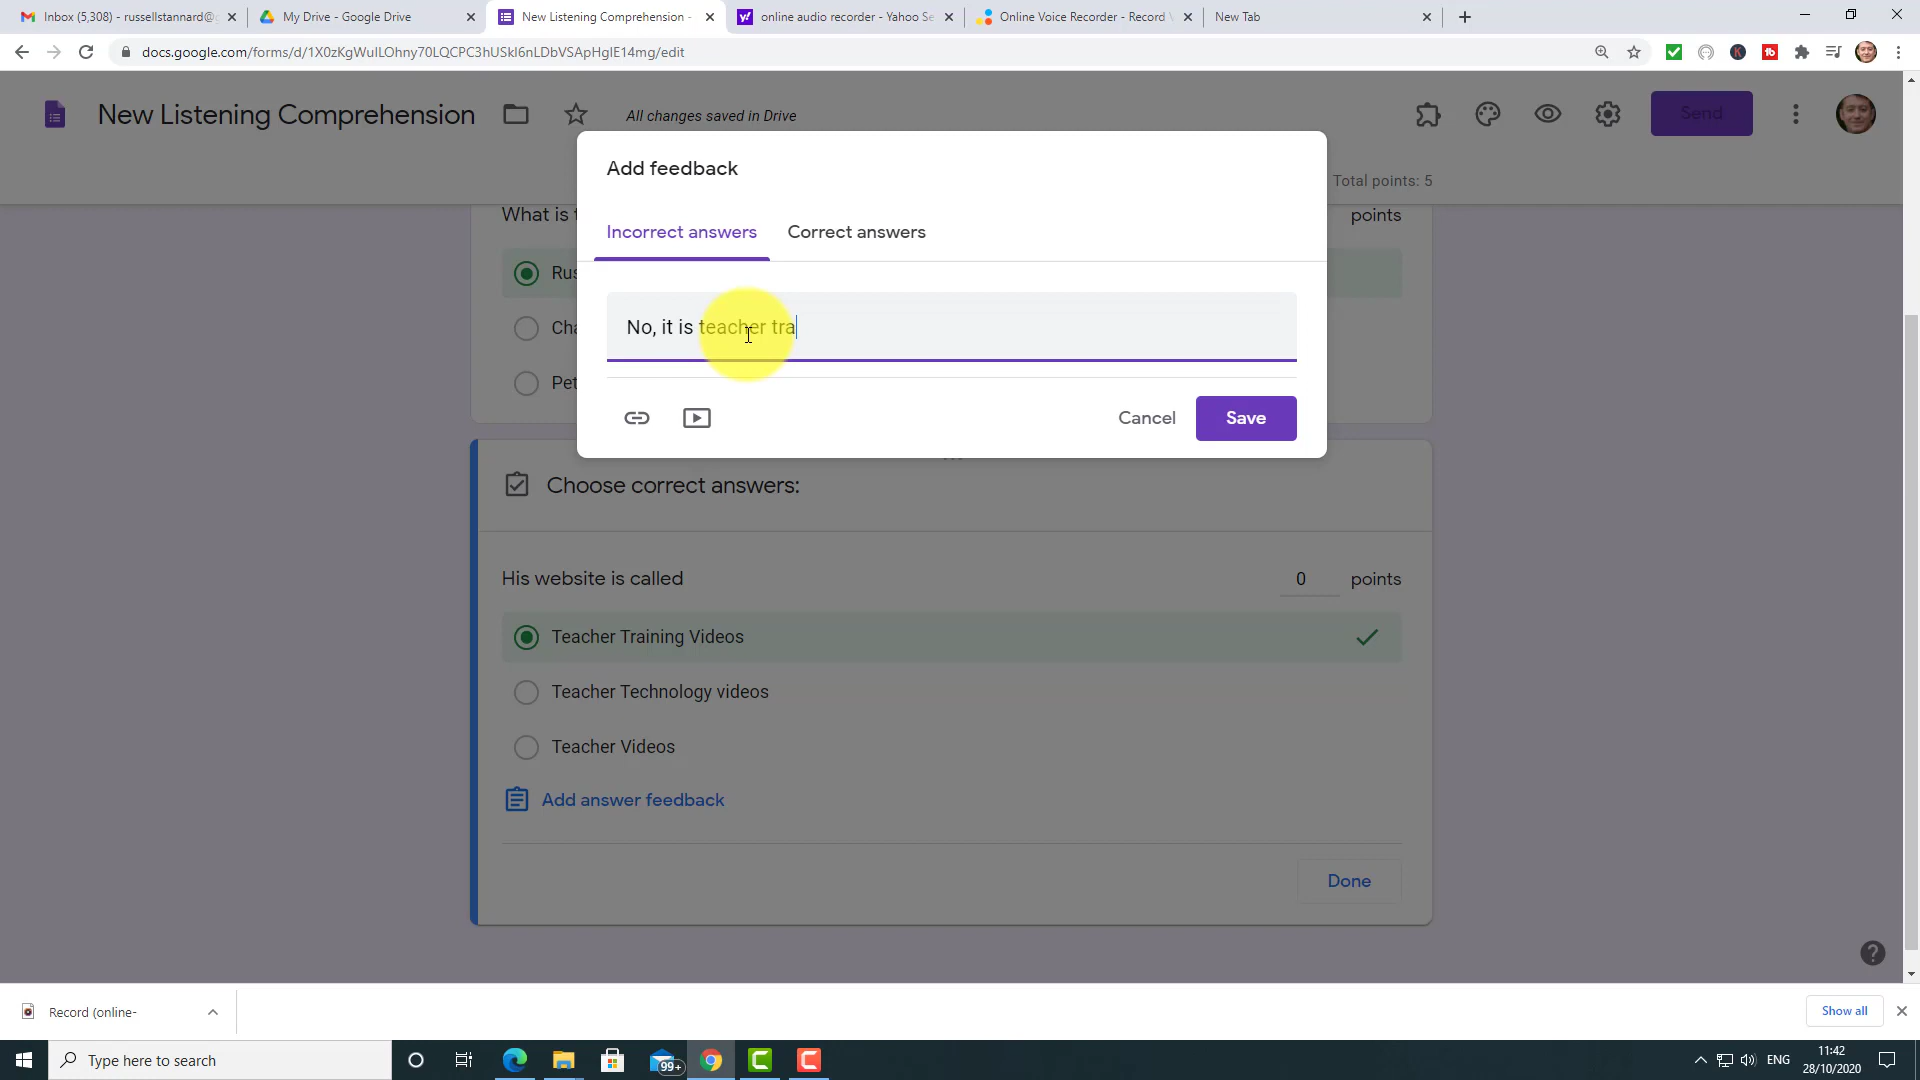 Inbox (5,308) - russellstannard@
My Drive - Google Drive
New Listening Comprehension -
online audio recorder - Yahoo Se
Online Voice Recorder - Record
New Tab
docs.google.com/forms/d/1X0zKgWulLOhny70LQCPC3hUSkl6nLDbVSApHglE14mg/edit
New Listening Comprehension
All changes saved in Drive
Send
Add feedback
Total points: 5
What is
points
Incorrect answers
Correct answers
Rus
No, it is teacher tra
Cha
Pet
Cancel
Save
Choose correct answers:
His website is called
0
points
Teacher Training Videos
Teacher Technology videos
Teacher Videos
Add answer feedback
Done
Record (online-
Show all
Type here to search
99+
ENG
11:42
28/10/2020